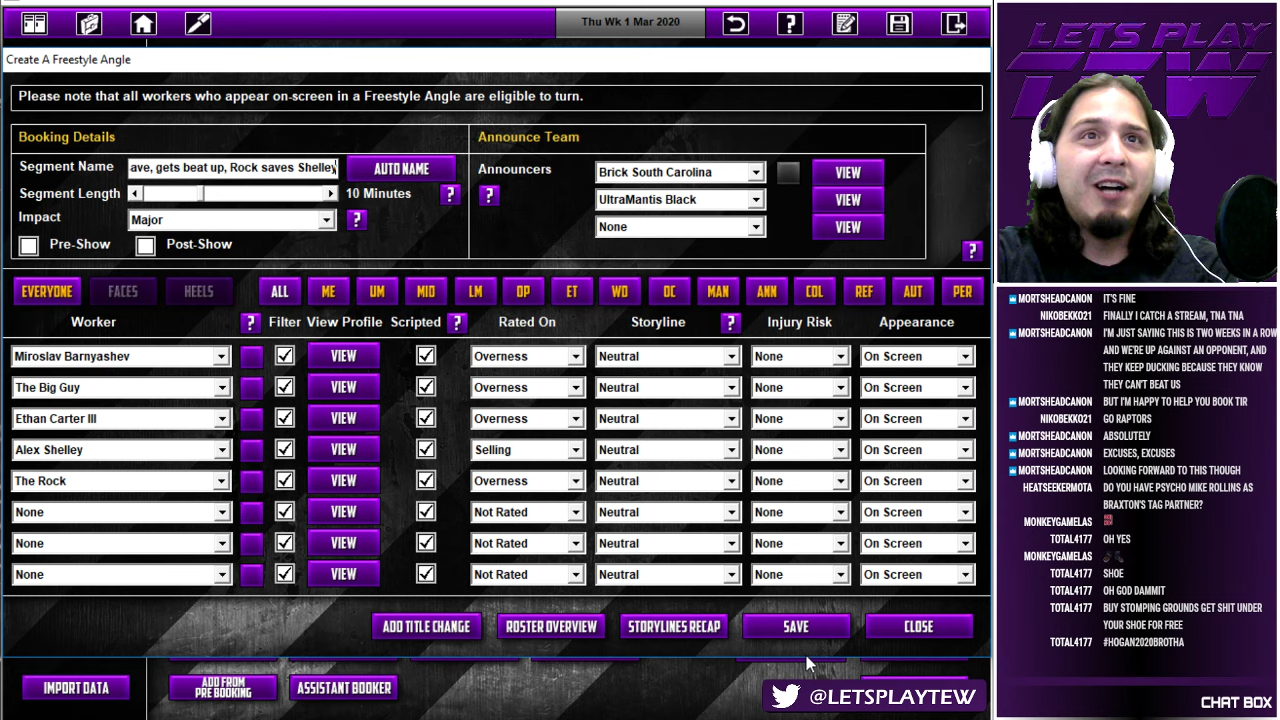 Thu Wk 1 Mar 2020
Create A Freestyle Angle
Please note that all workers who appear on-screen in a Freestyle Angle are eligible to turn.
Booking Details
Segment Name ave, gets beat up, Rock saves Shelley AUTO NAME
Segment Length 10 Minutes ?
Impact Major ?
Pre-Show Post-Show
Announce Team
Announcers Brick South Carolina VIEW
? UltraMantis Black VIEW
None VIEW
?
EVERYONE FACES HEELS ALL ME UM MID LM OP ET WD OC MAN ANN COL REF AUT PER
Worker ? Filter View Profile Scripted ? Rated On Storyline ? Injury Risk Appearance
Miroslav Barnyashev VIEW Overness Neutral None On Screen
The Big Guy VIEW Overness Neutral None On Screen
Ethan Carter III VIEW Overness Neutral None On Screen
Alex Shelley VIEW Selling Neutral None On Screen
The Rock VIEW Overness Neutral None On Screen
None VIEW Not Rated Neutral None On Screen
None VIEW Not Rated Neutral None On Screen
None VIEW Not Rated Neutral None On Screen
ADD TITLE CHANGE ROSTER OVERVIEW STORYLINES RECAP SAVE CLOSE
IMPORT DATA ADD FROM PRE BOOKING ASSISTANT BOOKER
@LETSPLAYTEW
LETS PLAY
TEW
MORTSHEADCANON IT'S FINE
NIKOBEKKO21 FINALLY I CATCH A STREAM, TNA TNA
MORTSHEADCANON I'M JUST SAYING THIS IS TWO WEEKS IN A ROW
AND WE'RE UP AGAINST AN OPPONENT, AND
THEY KEEP DUCKING BECAUSE THEY KNOW
THEY CAN'T BEAT US
MORTSHEADCANON BUT I'M HAPPY TO HELP YOU BOOK TIR
NIKOBEKKO21 GO RAPTORS
MORTSHEADCANON ABSOLUTELY
MORTSHEADCANON EXCUSES, EXCUSES
MORTSHEADCANON LOOKING FORWARD TO THIS THOUGH
HEATSEEKERMOTA DO YOU HAVE PSYCHO MIKE ROLLINS AS
BRAXTON'S TAG PARTNER?
MONKEYGAMELAS
TOTAL4177 OH YES
MONKEYGAMELAS
TOTAL4177 SHOE
TOTAL4177 OH GOD DAMMIT
TOTAL4177 BUY STOMPING GROUNDS GET SHIT UNDER
YOUR SHOE FOR FREE
TOTAL4177 #HOGAN2020BROTHA
CHAT BOX